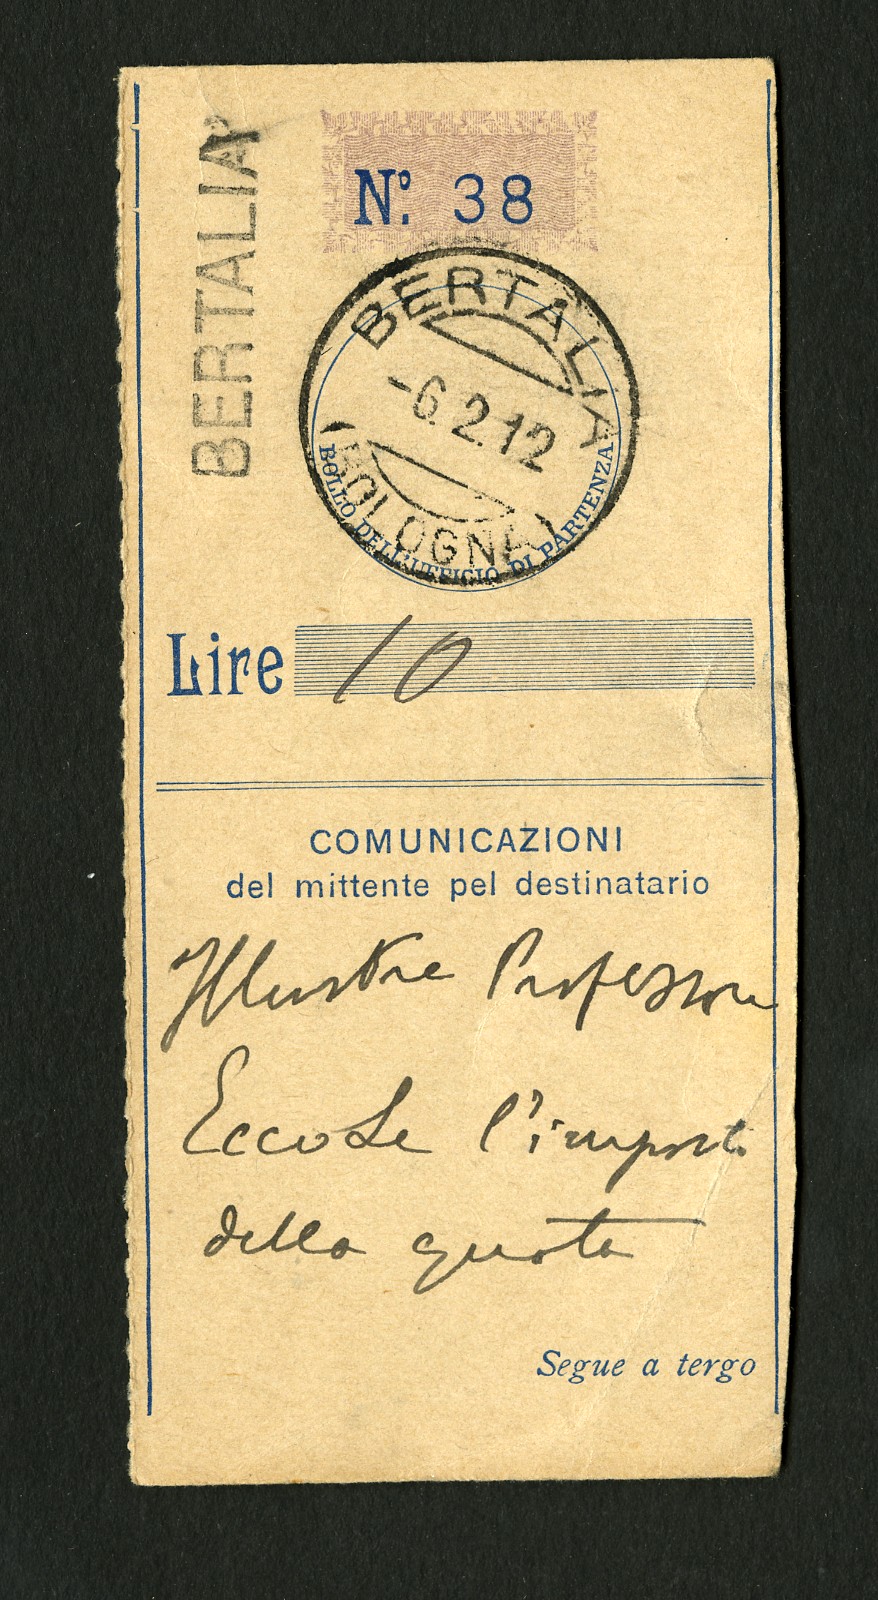 BERTALIA
Nº. 38
BERTALIA
-6.2.12
(BOLOGNA)
BOLLO DELL'UFFICIO DI PARTENZA
Lire 10
COMUNICAZIONI
del mittente pel destinatario
Illustre Professore
EccoLe l'importo
della quota
Segue a tergo